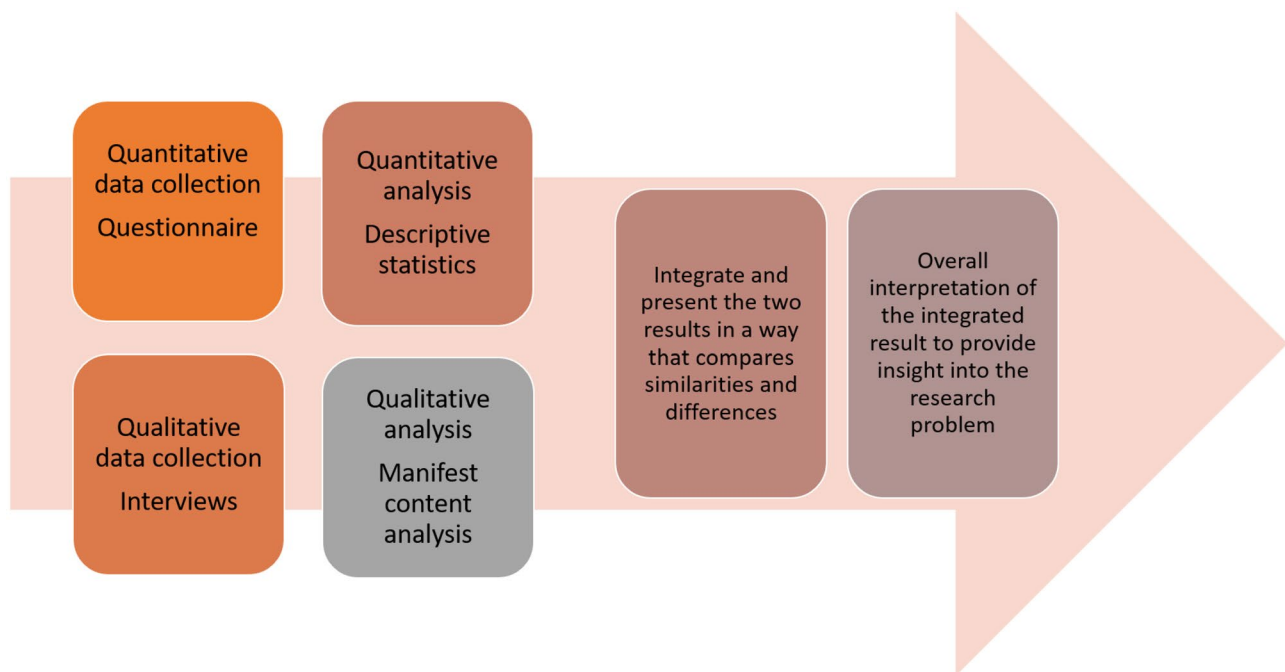 Quantitative
data collection
Questionnaire
Quantitative
analysis
Descriptive
statistics
Qualitative
data collection
Interviews
Qualitative
analysis
Manifest
content
analysis
Integrate and
present the two
results in a way
that compares
similarities and
differences
Overall
interpretation of
the integrated
result to provide
insight into the
research
problem